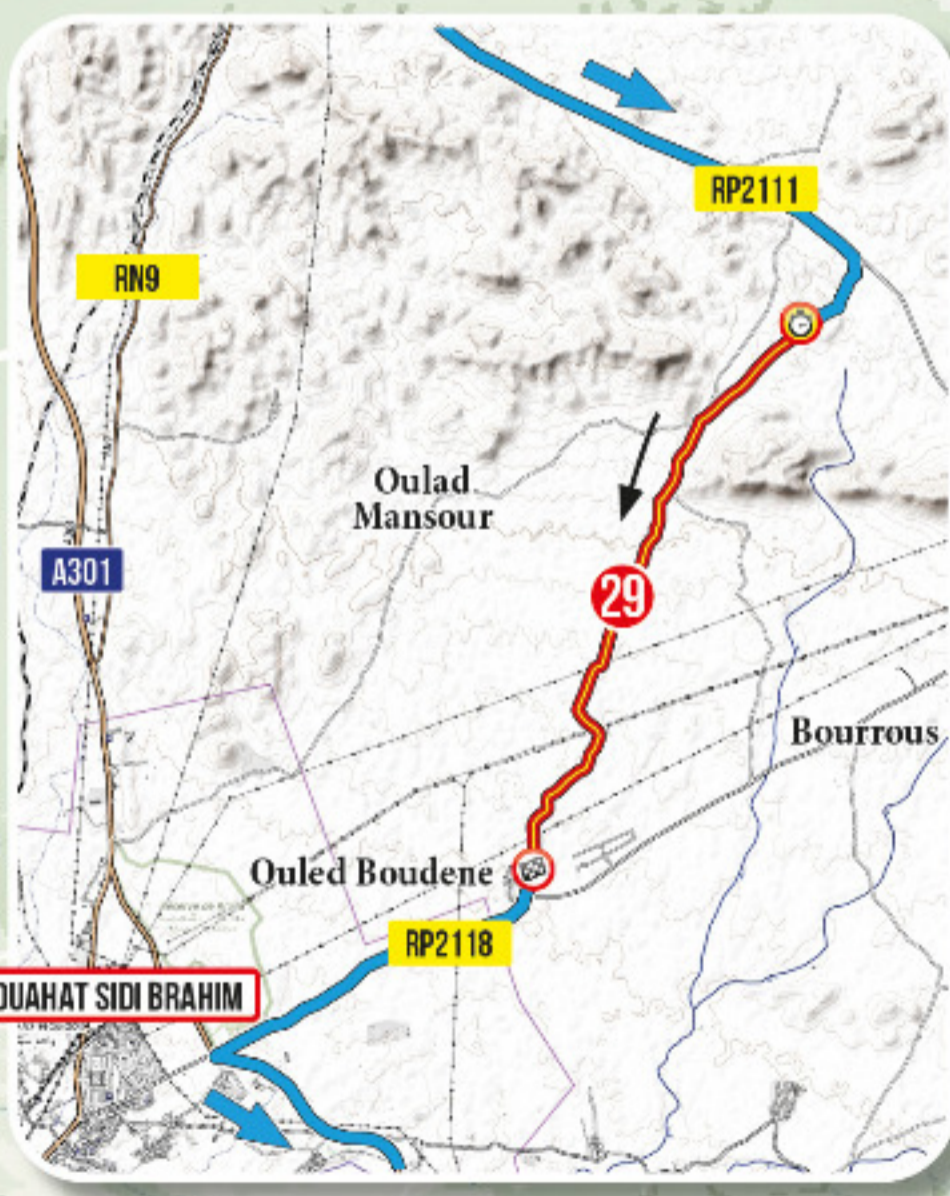 RP2111
RN9
Oulad
Mansour
A301
29
Bourrous
Ouled Boudene
RP2118
OUAHAT SIDI BRAHIM